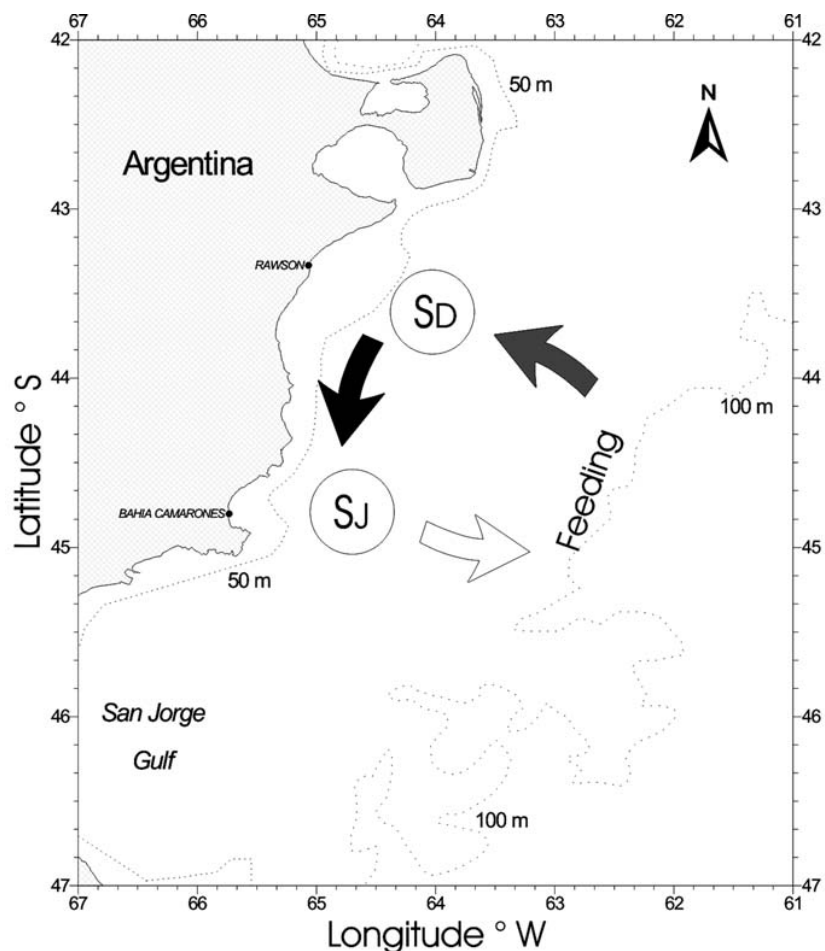 67 66 65 64 63 62 61
42 42
50 m
N
Argentina
43 43
RAWSON
SD
44 44
100 m
Latitude ° S
Feeding
BAHIA CAMARONES
SJ
45 45
50 m
San Jorge
Gulf
46 46
100 m
47 47
67 66 65 64 63 62 61
Longitude ° W